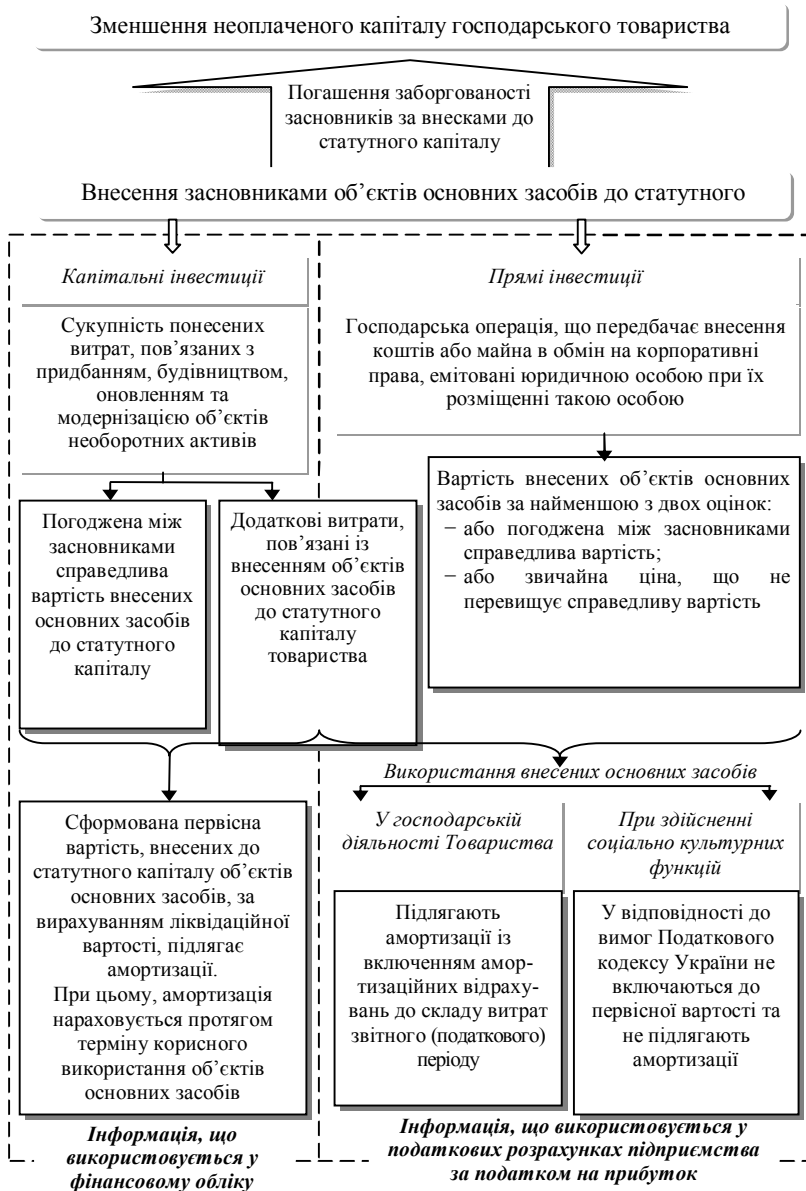 Зменшення неоплаченого капіталу господарського товариства
Погашення заборгованості
засновників за внесками до
статутного капіталу
Внесення засновниками об’єктів основних засобів до статутного
Капітальні інвестиції
Сукупність понесених
витрат, пов’язаних з
придбанням, будівництвом,
оновленням та
модернізацією об’єктів
необоротних активів
Прямі інвестиції
Господарська операція, що передбачає внесення
коштів або майна в обмін на корпоративні
права, емітовані юридичною особою при їх
розміщенні такою особою
Погоджена між
засновниками
справедлива
вартість внесених
основних засобів
до статутного
капіталу
Додаткові витрати,
пов’язані із
внесенням об’єктів
основних засобів
до статутного
капіталу
товариства
Вартість внесених об’єктів основних
засобів за найменшою з двох оцінок:
− або погоджена між засновниками
справедлива вартість;
− або звичайна ціна, що не
перевищує справедливу вартість
Використання внесених основних засобів
Сформована первісна
вартість, внесених до
статутного капіталу об’єктів
основних засобів, за
вирахуванням ліквідаційної
вартості, підлягає
амортизації.
При цьому, амортизація
нараховується протягом
терміну корисного
використання об’єктів
основних засобів
У господарській
діяльності Товариства
Підлягають
амортизації із
включенням амор-
тизаційних відраху-
вань до складу витрат
звітного (податкового)
періоду
При здійсненні
соціально культурних
функцій
У відповідності до
вимог Податкового
кодексу України не
включаються до
первісної вартості та
не підлягають
амортизації
Інформація, що
використовується у
фінансовому обліку
Інформація, що використовується у
податкових розрахунках підприємства
за податком на прибуток